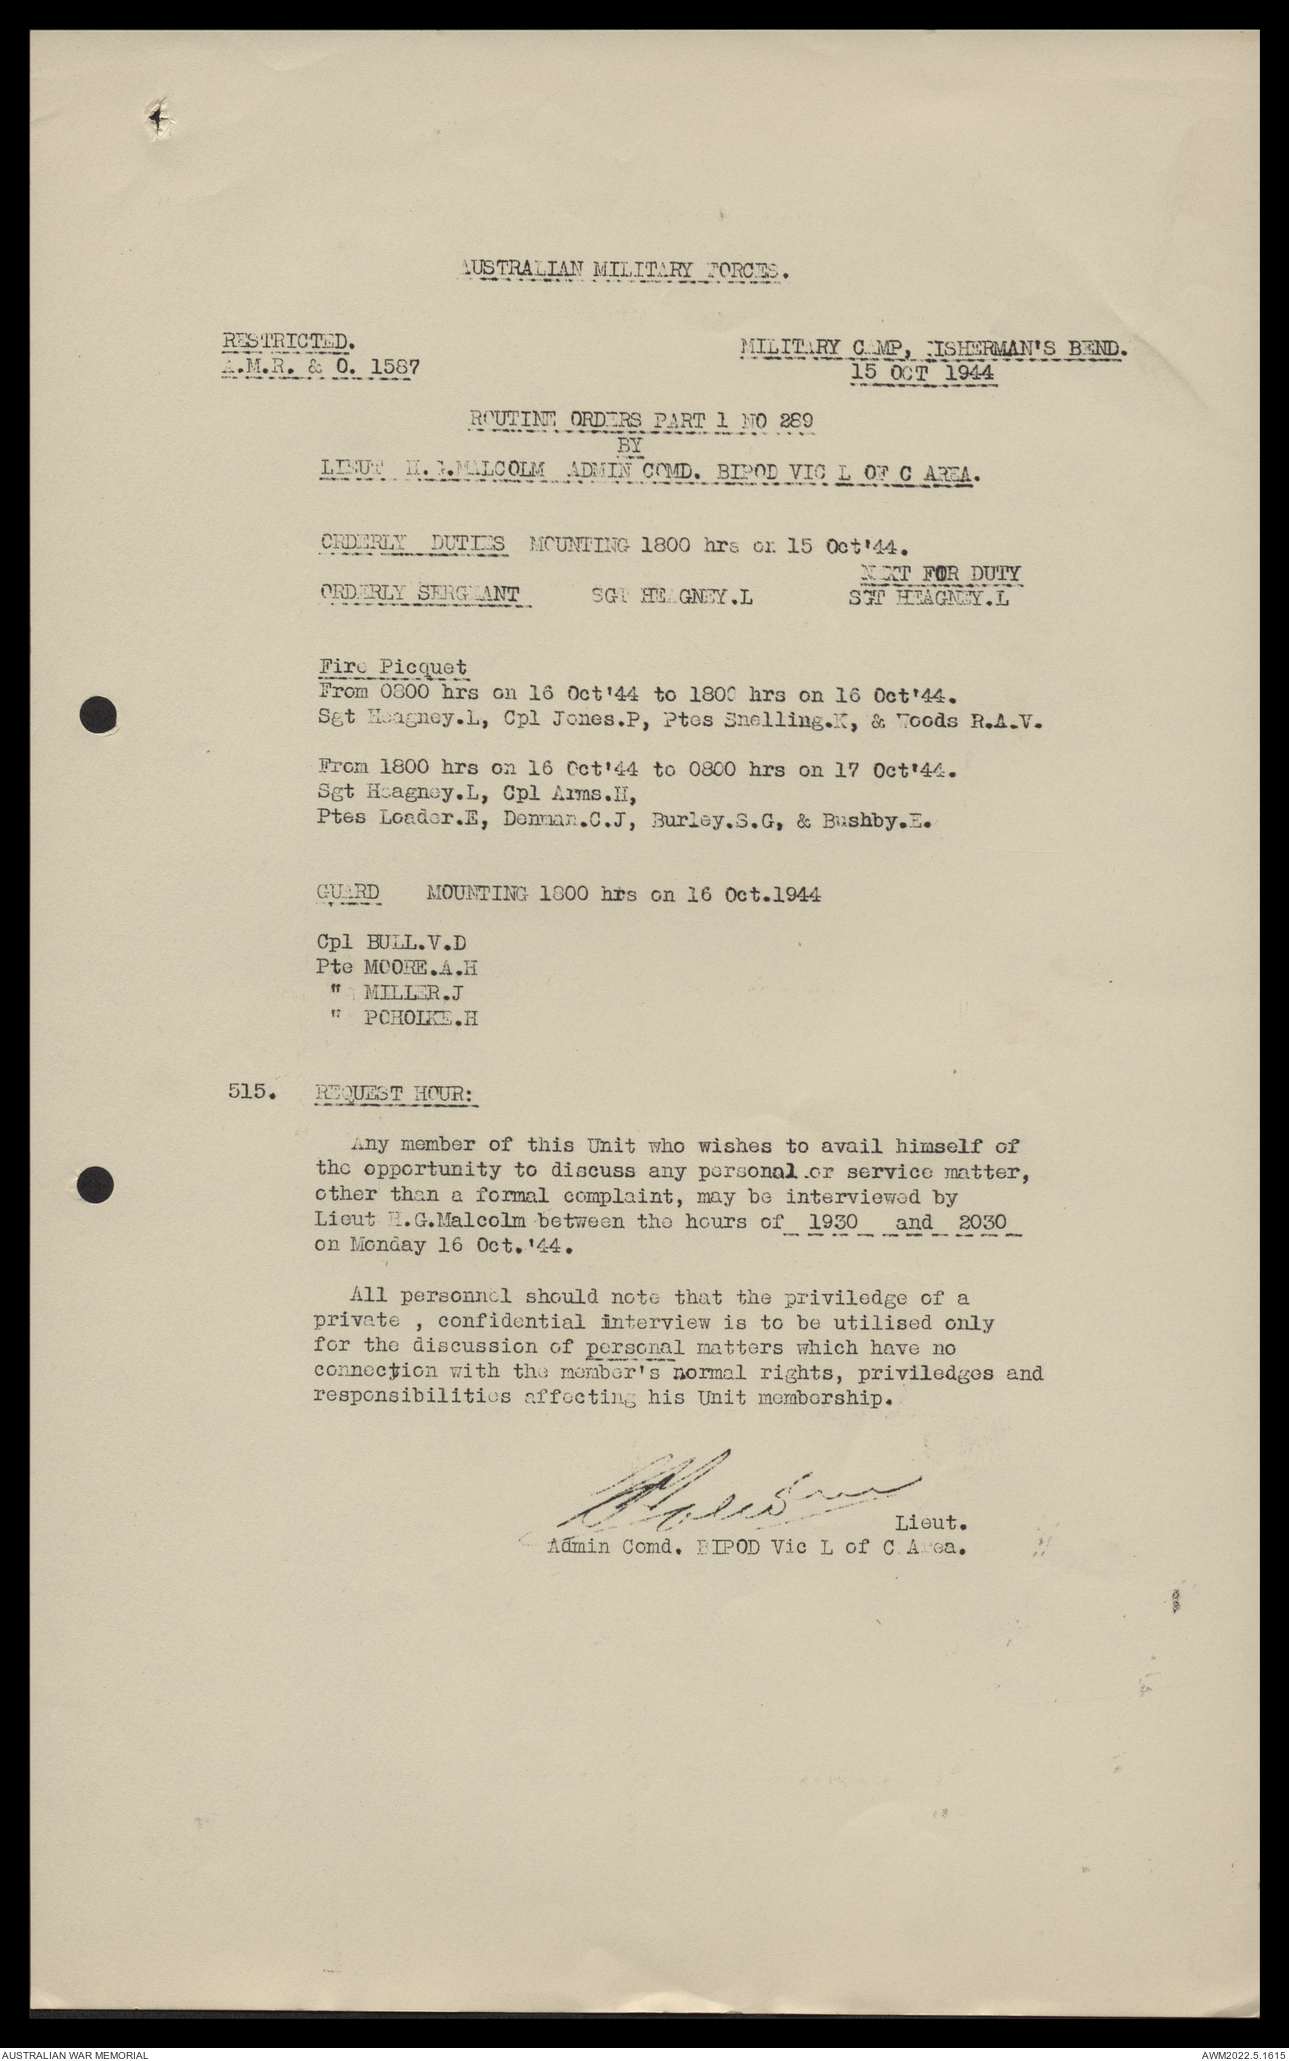 AUSTRALIAN MILITARY FORCES.
RESTRICTED.
A.M.R. & O. 1587
MILITARY CAMP, FISHERMAN'S BEND.
15 OCT 1944
ROUTINE ORDERS PART 1 NO 289
BY
LIEUT H.G.MALCOLM ADMIN COMD. BIPOD VIC L OF C AREA.
ORDERLY DUTIES MOUNTING 1800 hrs on 15 Oct'44.
NEXT FOR DUTY
ORDERLY SERGEANT SGT HEAGNEY.L SGT HEAGNEY.L
Fire Picquet
From 0800 hrs on 16 Oct'44 to 1800 hrs on 16 Oct'44.
Sgt Heagney.L, Cpl Jones.P, Ptes Snelling.K, & Woods R.A.V.
From 1800 hrs on 16 Oct'44 to 0800 hrs on 17 Oct'44.
Sgt Heagney.L, Cpl Arms.H,
Ptes Loader.E, Denman.C.J, Burley.S.G, & Bushby.E.
GUARD MOUNTING 1800 hrs on 16 Oct.1944
Cpl BULL.V.D
Pte MOORE.A.H
" MILLER.J
" POHOLKE.H
515. REQUEST HOUR:
Any member of this Unit who wishes to avail himself of
the opportunity to discuss any personal or service matter,
other than a formal complaint, may be interviewed by
Lieut H.G.Malcolm between the hours of 1930 and 2030
on Monday 16 Oct.'44.
All personnel should note that the priviledge of a
private , confidential interview is to be utilised only
for the discussion of personal matters which have no
connection with the member's normal rights, priviledges and
responsibilities affecting his Unit membership.
Lieut.
Admin Comd. BIPOD Vic L of C Area.
AUSTRALIAN WAR MEMORIAL
AWM2022.5.1615